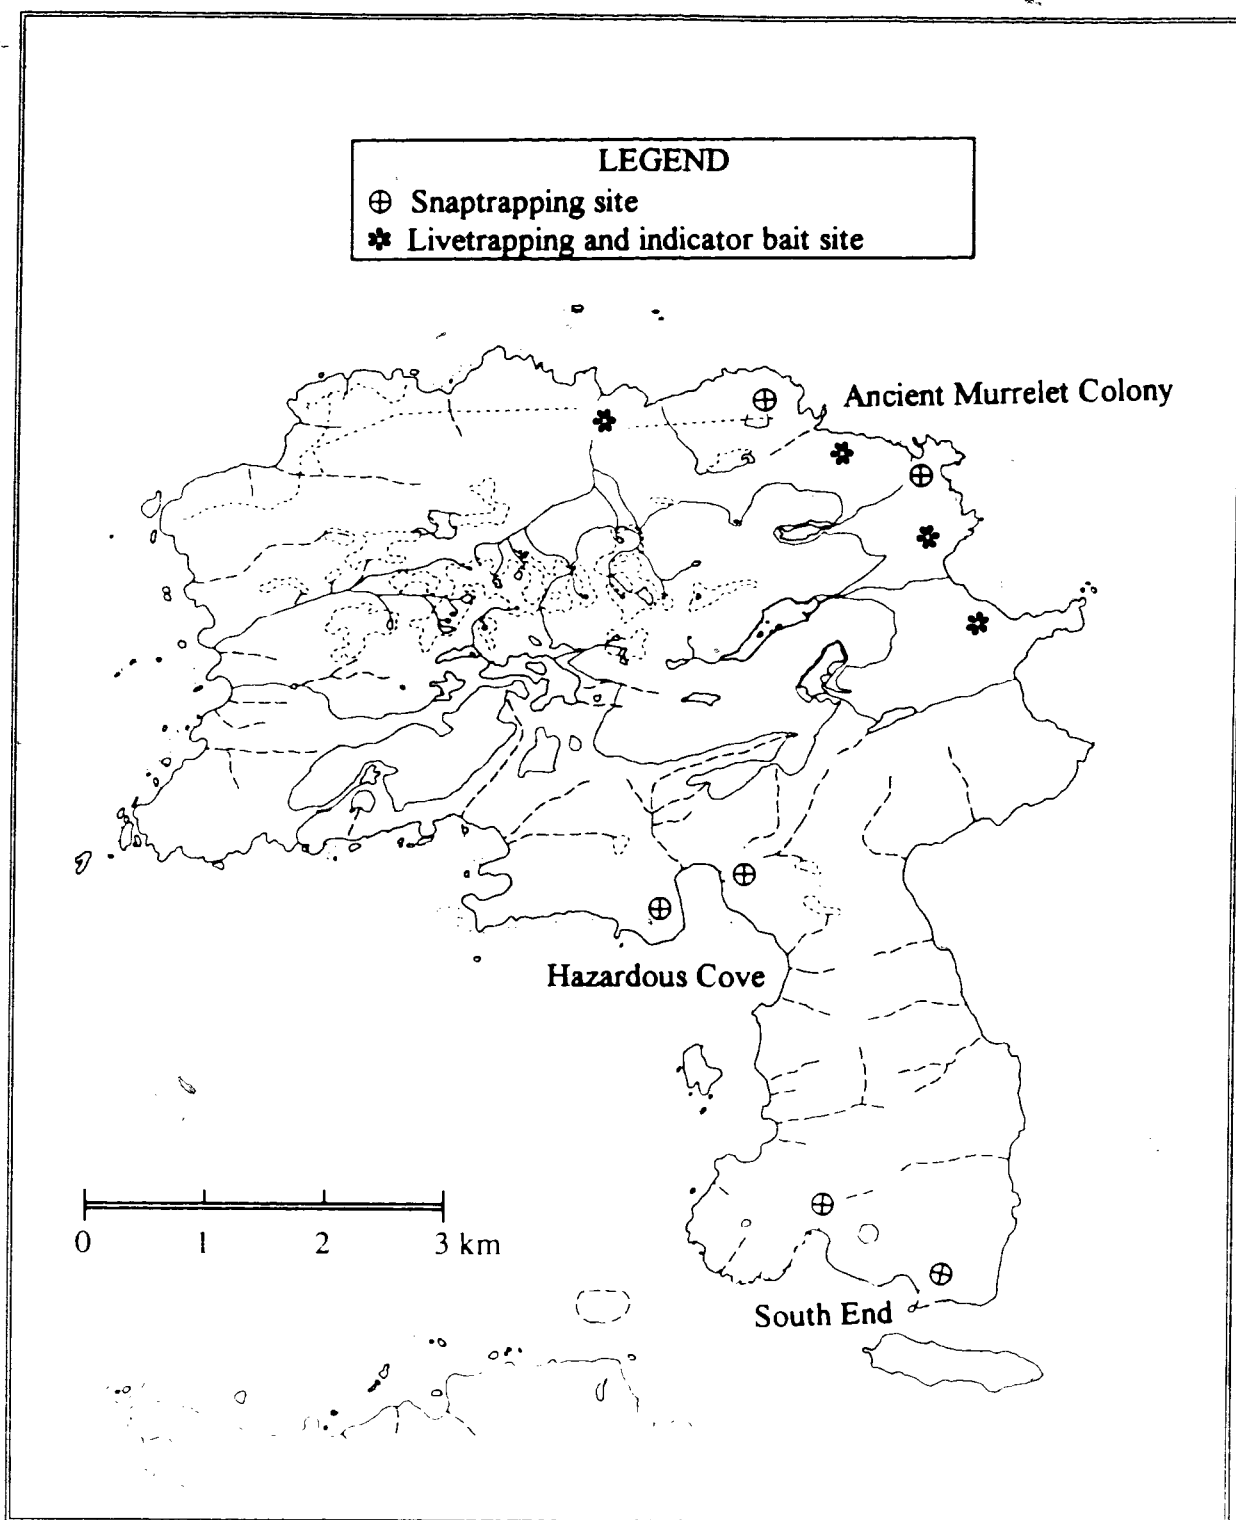 LEGEND
Snaptrapping site
Livetrapping and indicator bait site
Ancient Murrelet Colony
Hazardous Cove
0 1 2 3 km
South End